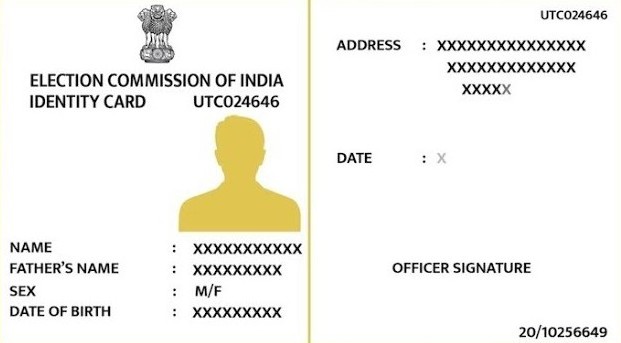 ELECTION COMMISSION OF INDIA
IDENTITY CARD UTC024646
NAME : XXXXXXXXXXX
FATHER'S NAME : XXXXXXXXX
SEX : M/F
DATE OF BIRTH : XXXXXXXXX
UTC024646
ADDRESS : XXXXXXXXXXXXXXX
XXXXXXXXXXXXX
XXXXX
DATE : X
OFFICER SIGNATURE
20/10256649